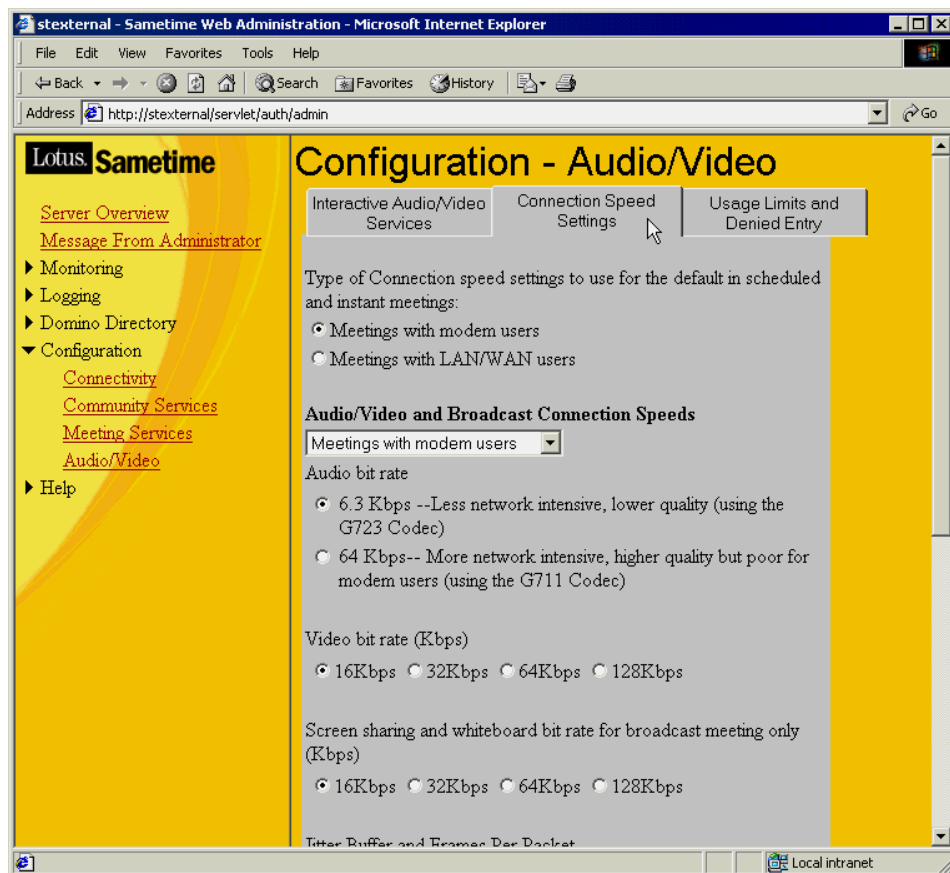 stexternal - Sametime Web Administration - Microsoft Internet Explorer
File Edit View Favorites Tools Help
Back Search Favorites History
Address http://stexternal/servlet/auth/admin Go
Lotus. Sametime
Server Overview
Message From Administrator
Monitoring
Logging
Domino Directory
Configuration
Connectivity
Community Services
Meeting Services
Audio/Video
Help
Configuration - Audio/Video
Interactive Audio/Video
Services
Connection Speed
Settings
Usage Limits and
Denied Entry
Type of Connection speed settings to use for the default in scheduled
and instant meetings:
Meetings with modem users
Meetings with LAN/WAN users
Audio/Video and Broadcast Connection Speeds
Meetings with modem users
Audio bit rate
6.3 Kbps --Less network intensive, lower quality (using the
G723 Codec)
64 Kbps-- More network intensive, higher quality but poor for
modem users (using the G711 Codec)
Video bit rate (Kbps)
16Kbps 32Kbps 64Kbps 128Kbps
Screen sharing and whiteboard bit rate for broadcast meeting only
(Kbps)
16Kbps 32Kbps 64Kbps 128Kbps
Jitter Buffer and Frames Per Packet
Local intranet